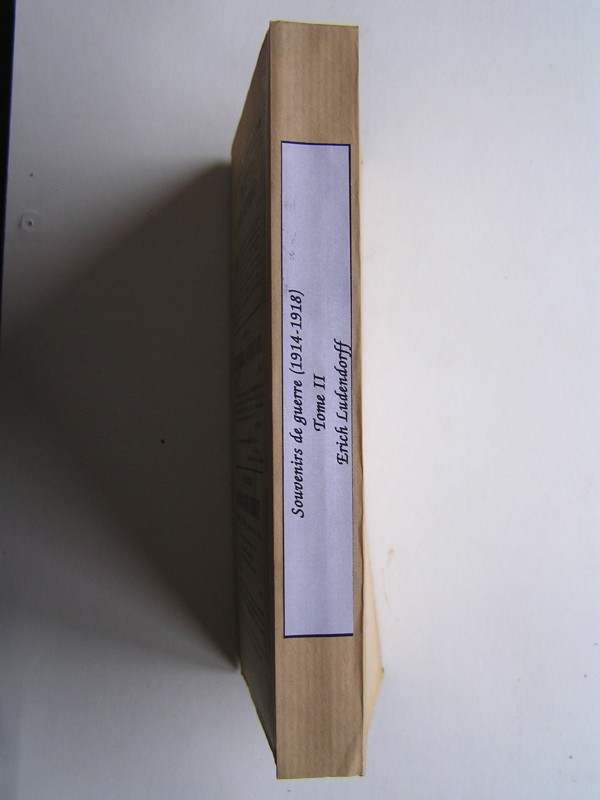 Souvenirs de guerre (1914-1918)
Tome II
Erich Ludendorff